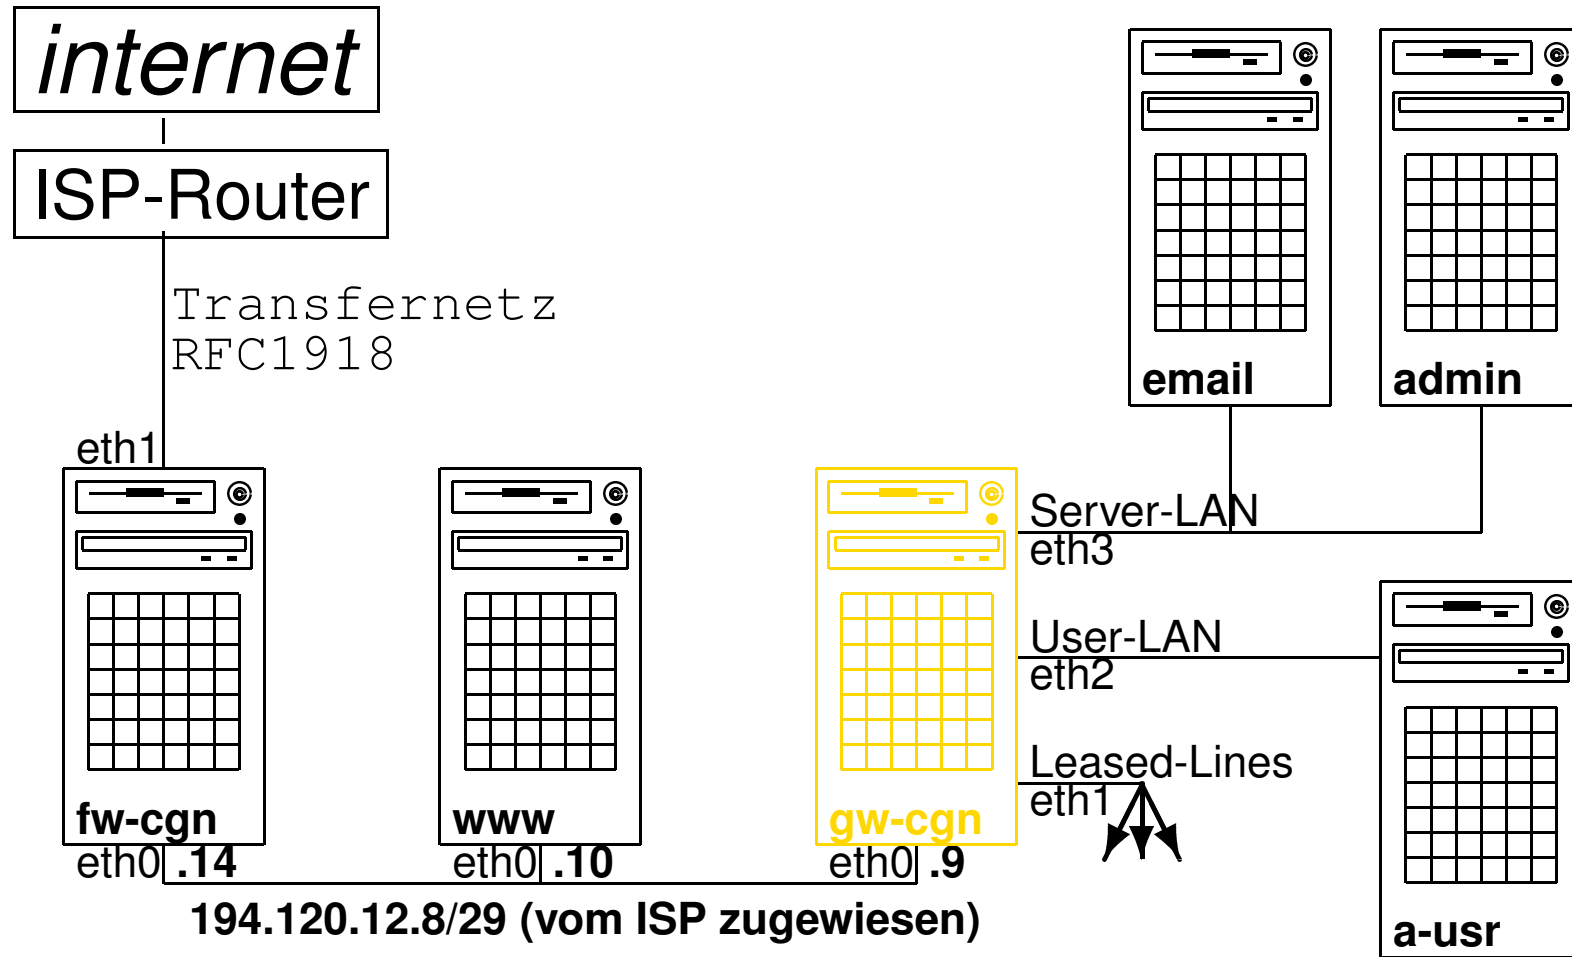 internet
ISP-Router
Transfernetz
RFC1918
email
admin
eth1
Server-LAN
eth3
User-LAN
eth2
Leased-Lines
eth1
fw-cgn
www
gw-cgn
eth0 .14
eth0 .10
eth0 .9
194.120.12.8/29 (vom ISP zugewiesen)
a-usr